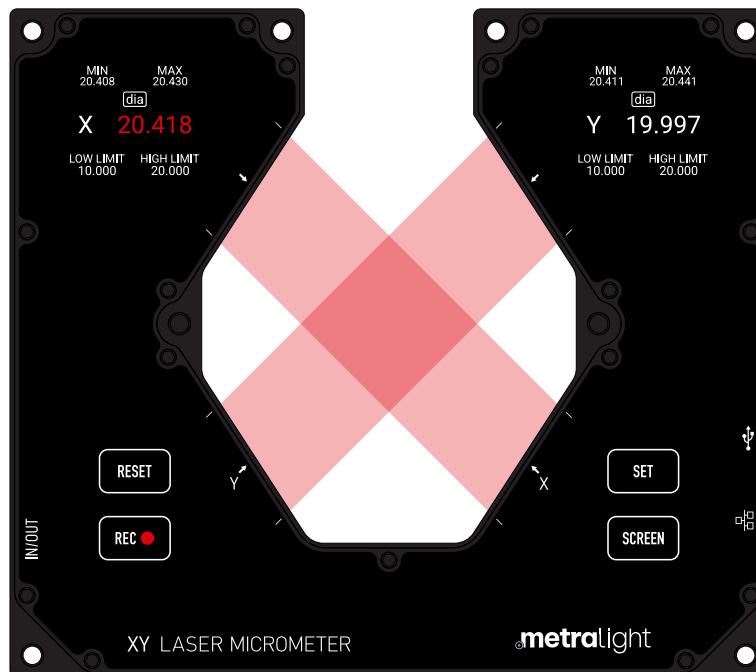 MIN MAX
20.408 20.430
dia
X 20.418
LOW LIMIT HIGH LIMIT
10.000 20.000
MIN MAX
20.411 20.441
dia
Y 19.997
LOW LIMIT HIGH LIMIT
10.000 20.000
RESET
Y
X
SET
REC
SCREEN
IN/OUT
XY LASER MICROMETER
metralight